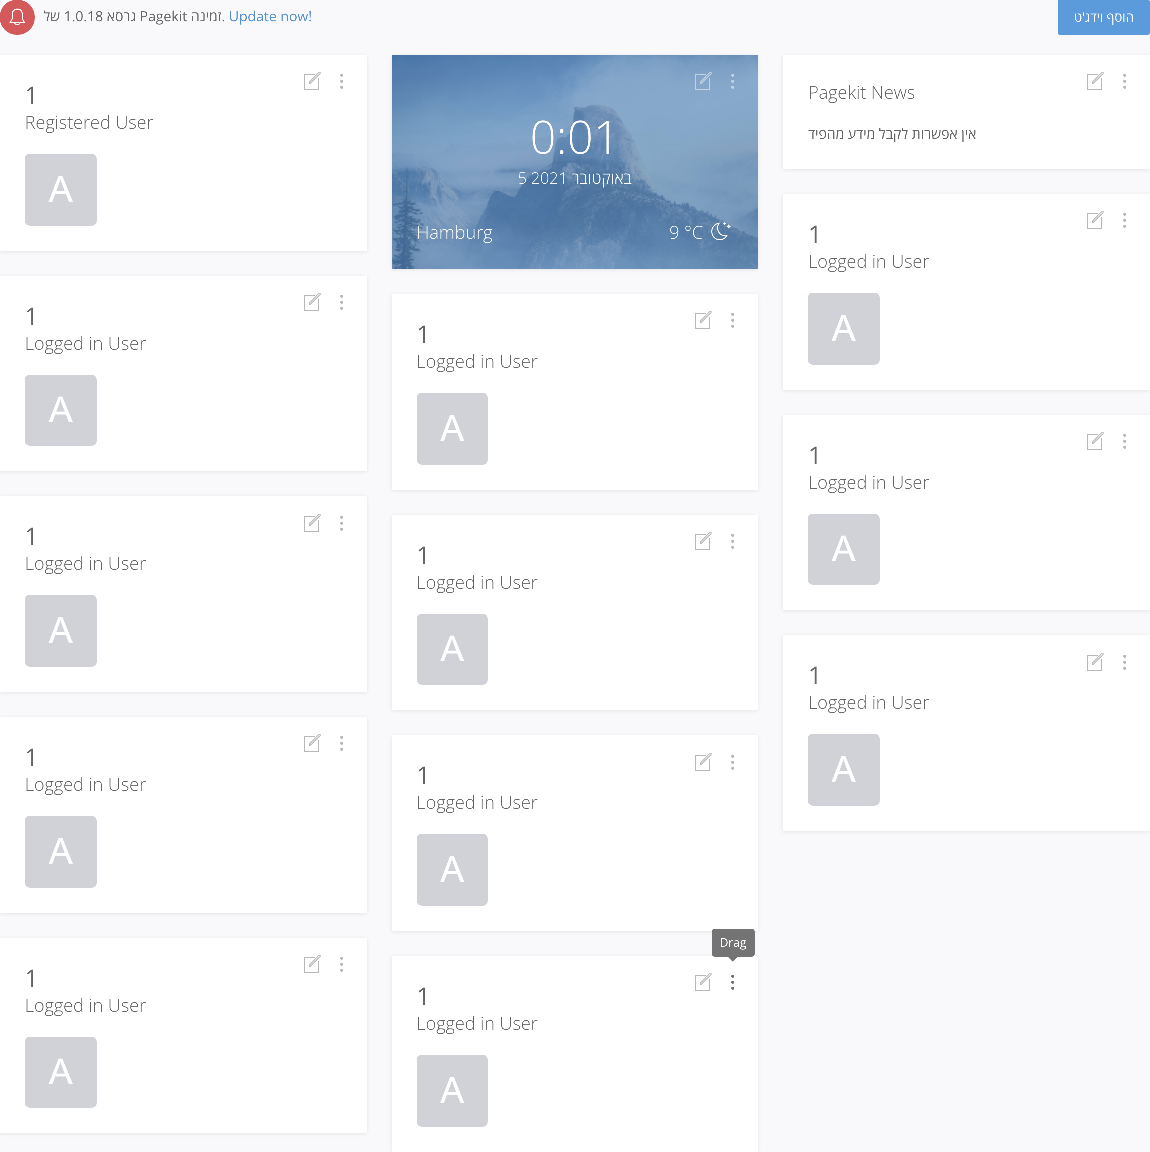 גרסא 1.0.18 של Pagekit זמינה. Update now!
הוסף וידג'ט
1
Registered User
A
1
Logged in User
A
1
Logged in User
A
1
Logged in User
A
1
Logged in User
A
0:01
5 באוקטובר 2021
Hamburg
9 °C
1
Logged in User
A
1
Logged in User
A
1
Logged in User
A
Drag
1
Logged in User
A
Pagekit News
אין אפשרות לקבל מידע מהפיד
1
Logged in User
A
1
Logged in User
A
1
Logged in User
A